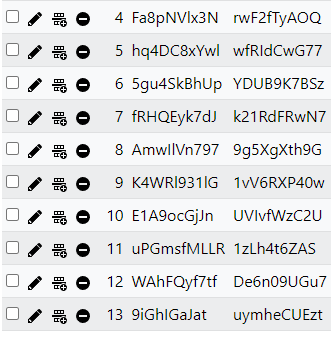 4 Fa8pNVlx3N rwF2fTyAOQ
5 hq4DC8xYwl wfRIdCwG77
6 5gu4SkBhUp YDUB9K7BSz
7 fRHQEyk7dJ k21RdFRwN7
8 AmwIlVn797 9g5XgXth9G
9 K4WRl931lG 1vV6RXP40w
10 E1A9ocGjJn UVIvfWzC2U
11 uPGmsfMLLR 1zLh4t6ZAS
12 WAhFQyf7tf De6n09UGu7
13 9iGhIGaJat uymheCUEzt